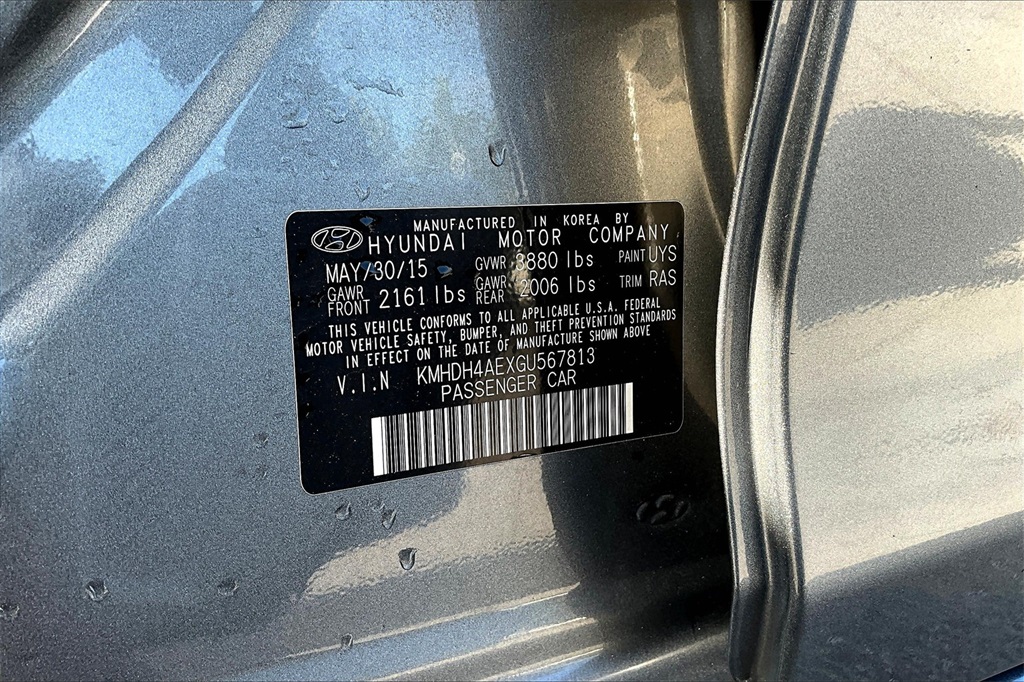 MANUFACTURED IN KOREA BY
HYUNDAI MOTOR COMPANY
MAY/30/15 GVWR 3880 lbs PAINT UYS
GAWR FRONT 2161 lbs GAWR REAR 2006 lbs TRIM RAS
THIS VEHICLE CONFORMS TO ALL APPLICABLE U.S.A. FEDERAL
MOTOR VEHICLE SAFETY, BUMPER, AND THEFT PREVENTION STANDARDS
IN EFFECT ON THE DATE OF MANUFACTURE SHOWN ABOVE
V.I.N KMHDH4AEXGU567813
PASSENGER CAR